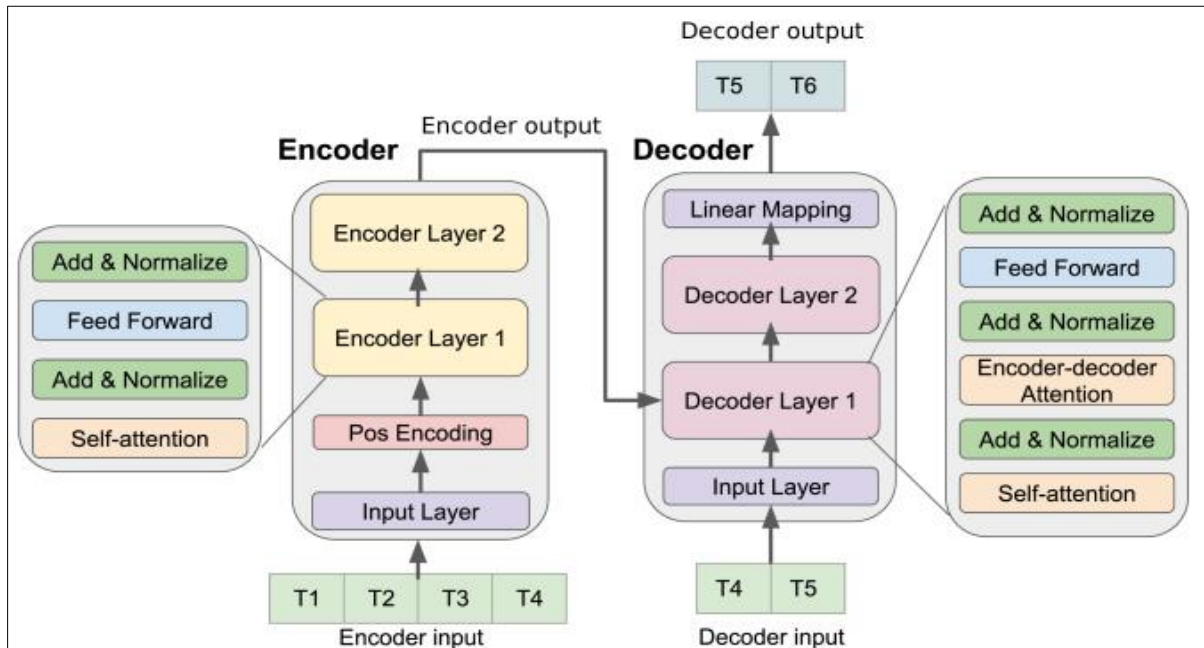 Decoder output
T5 T6
Encoder output
Encoder
Decoder
Add & Normalize
Feed Forward
Add & Normalize
Self-attention
Encoder Layer 2
Encoder Layer 1
Pos Encoding
Input Layer
T1 T2 T3 T4
Encoder input
Linear Mapping
Decoder Layer 2
Decoder Layer 1
Input Layer
T4 T5
Decoder input
Add & Normalize
Feed Forward
Add & Normalize
Encoder-decoder
Attention
Add & Normalize
Self-attention